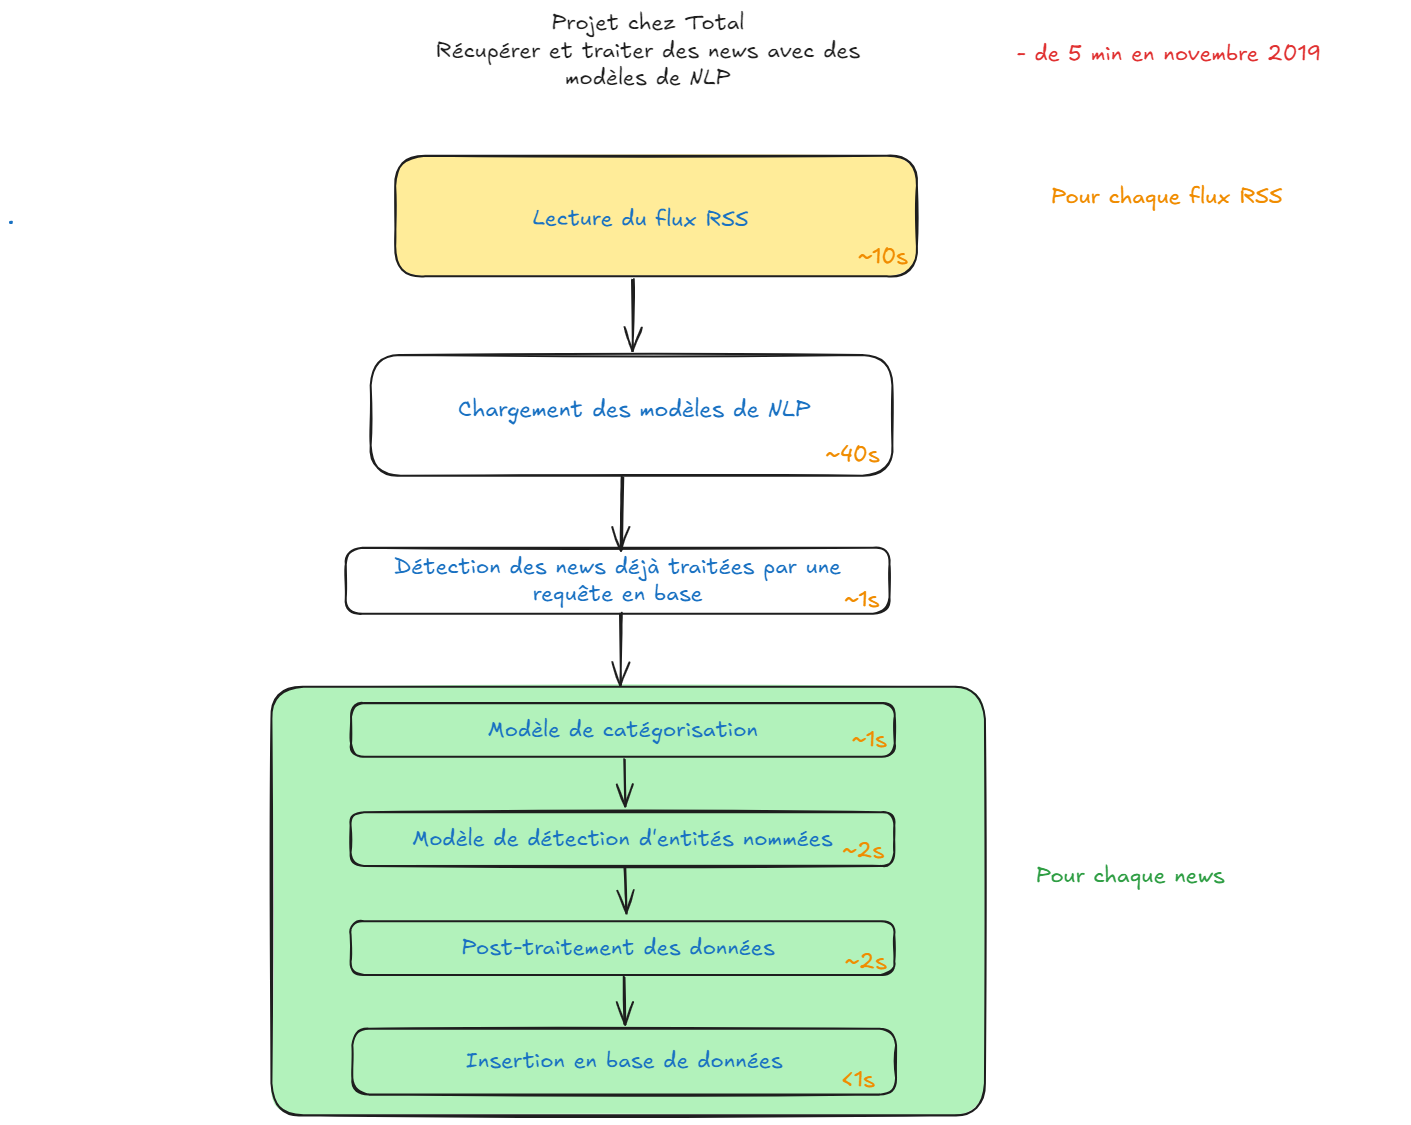 Projet chez Total
Récupérer et traiter des news avec des
modèles de NLP
- de 5 min en novembre 2019
Pour chaque flux RSS
Lecture du flux RSS
~10s
Chargement des modèles de NLP
~40s
Détection des news déjà traitées par une
requête en base
~1s
Modèle de catégorisation
~1s
Modèle de détection d'entités nommées
~2s
Pour chaque news
Post-traitement des données
~2s
Insertion en base de données
<1s